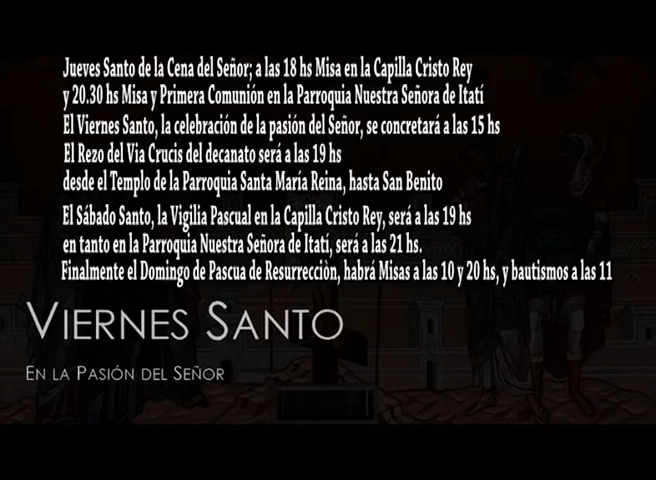 Jueves Santo de la Cena del Señor; a las 18 hs Misa en la Capilla Cristo Rey
y 20.30 hs Misa y Primera Comunión en la Parroquia Nuestra Señora de Itatí
El Viernes Santo, la celebración de la pasión del Señor, se concretará a las 15 hs
El Rezo del Via Crucis del decanato será a las 19 hs
desde el Templo de la Parroquia Santa María Reina, hasta San Benito
El Sábado Santo, la Vigilia Pascual en la Capilla Cristo Rey, será a las 19 hs
en tanto en la Parroquia Nuestra Señora de Itatí, será a las 21 hs.
Finalmente el Domingo de Pascua de Resurrecciòn, habrá Misas a las 10 y 20 hs, y bautismos a las 11
VIERNES SANTO
EN LA PASIÓN DEL SEÑOR